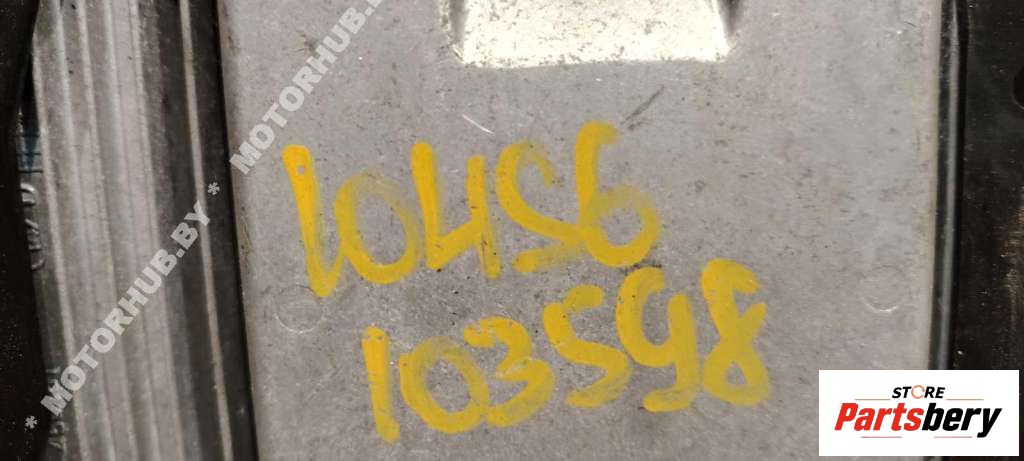 * MOTORHUB.BY * MOTORHUB.BY
10456
103598
STORE
Partsbery